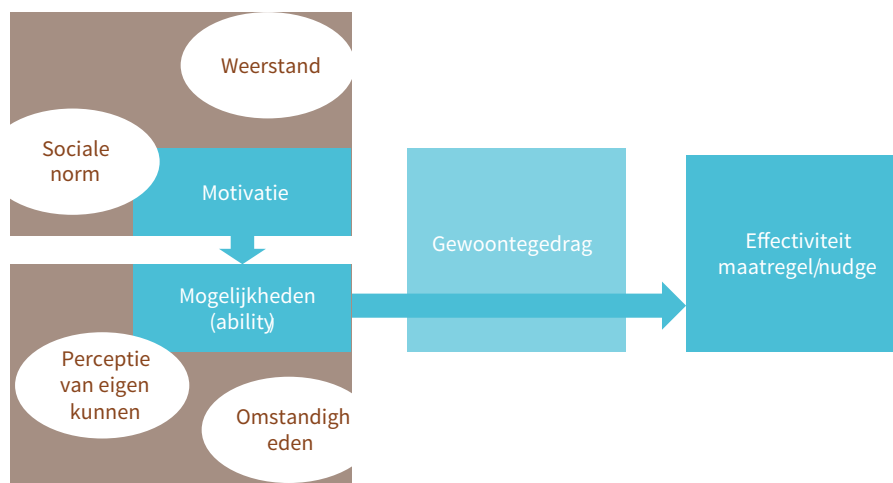 Weerstand
Sociale
norm
Motivatie
Gewoontegedrag
Effectiviteit
maatregel/nudge
Mogelijkheden
(ability)
Perceptie
van eigen
kunnen
Omstandigh
eden